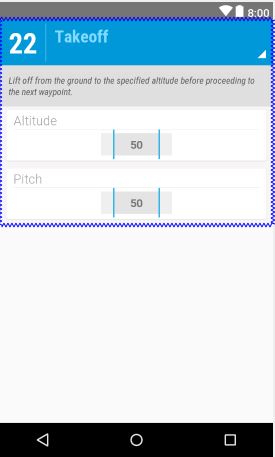 8:00
22 Takeoff
Lift off from the ground to the specified altitude before proceeding to
the next waypoint.
Altitude
50
Pitch
50